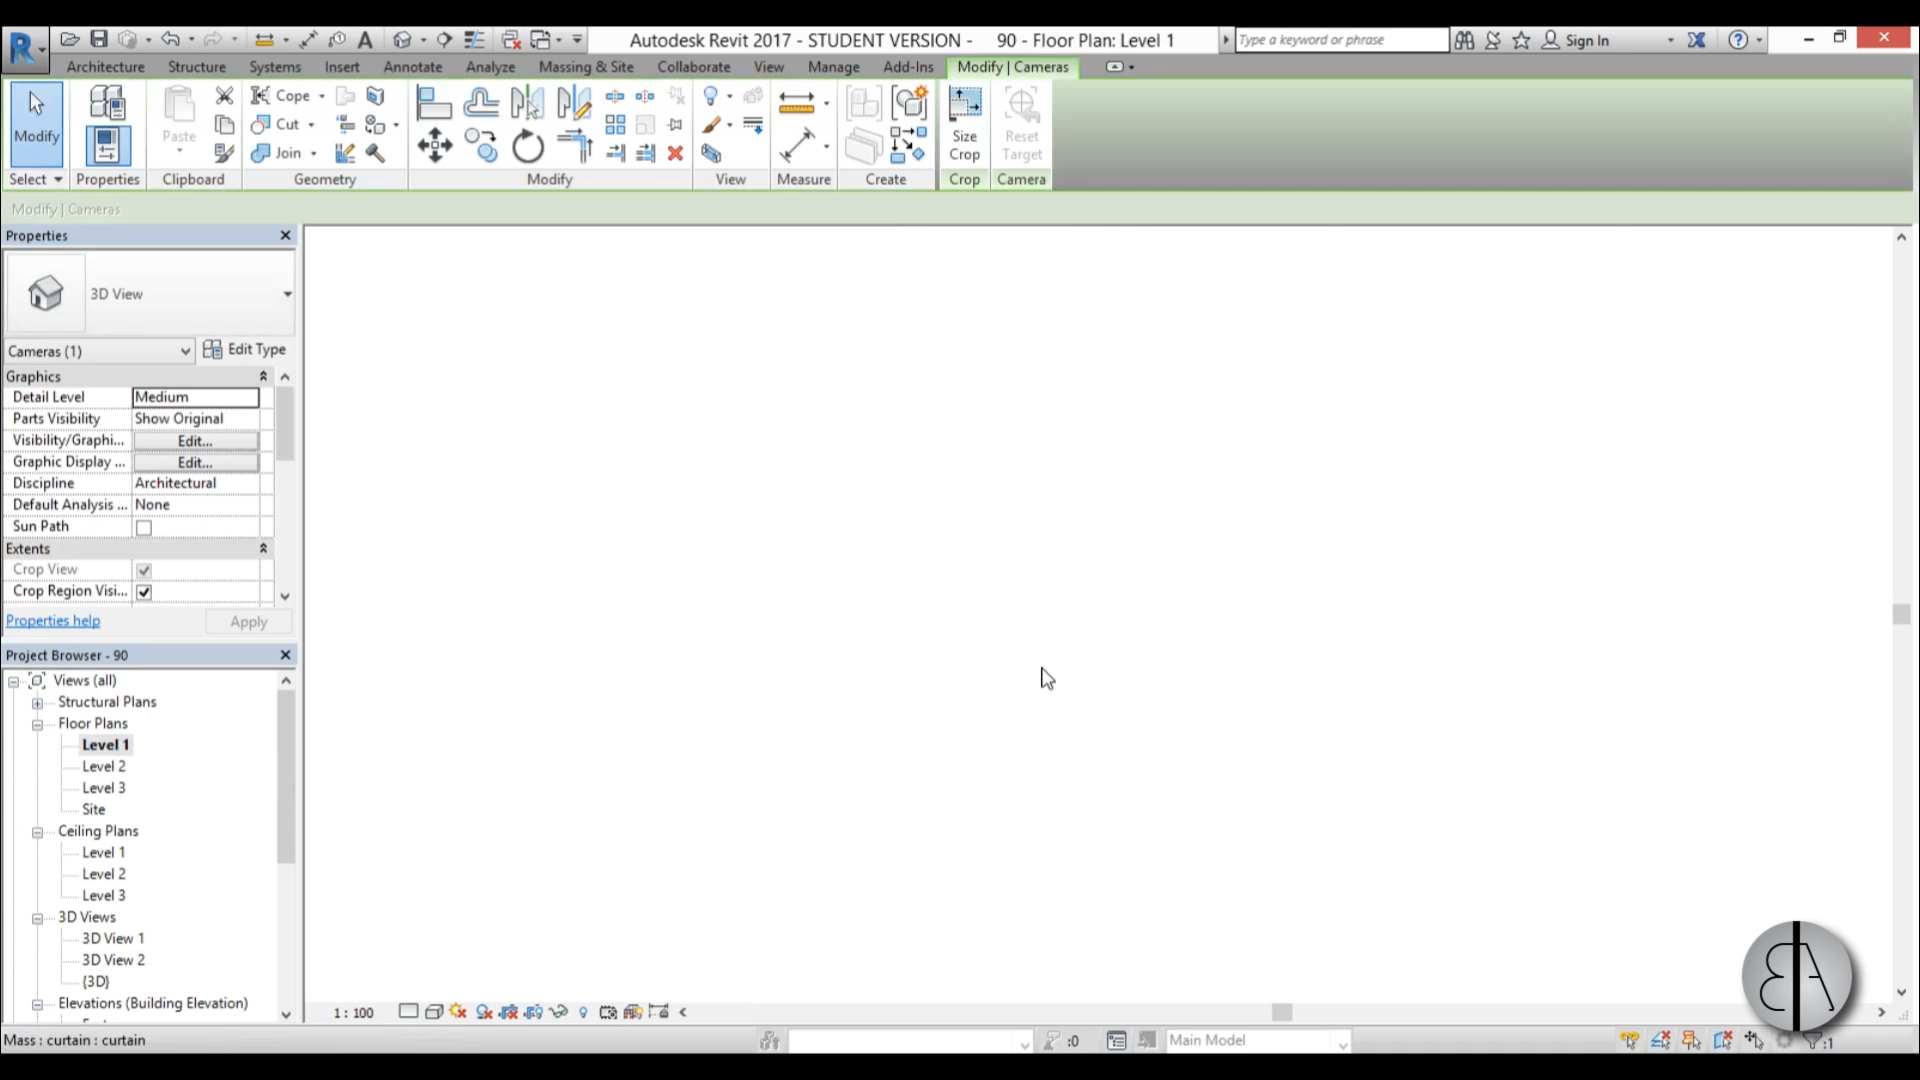 Autodesk Revit 2017 - STUDENT VERSION - 90 - Floor Plan: Level 1
Type a keyword or phrase
Sign In
Architecture Structure Systems Insert Annotate Analyze Massing & Site Collaborate View Manage Add-Ins Modify | Cameras
Modify
Paste
Cope
Cut
Join
Size Crop
Reset Target
Select Properties Clipboard Geometry Modify View Measure Create Crop Camera
Modify | Cameras
Properties
3D View
Cameras (1)
Edit Type
Graphics
Detail Level Medium
Parts Visibility Show Original
Visibility/Graphi... Edit...
Graphic Display ... Edit...
Discipline Architectural
Default Analysis ... None
Sun Path
Extents
Crop View
Crop Region Visi...
Properties help
Apply
Project Browser - 90
Views (all)
Structural Plans
Floor Plans
Level 1
Level 2
Level 3
Site
Ceiling Plans
Level 1
Level 2
Level 3
3D Views
3D View 1
3D View 2
{3D}
Elevations (Building Elevation)
1 : 100
Mass : curtain : curtain
:0
Main Model
:1